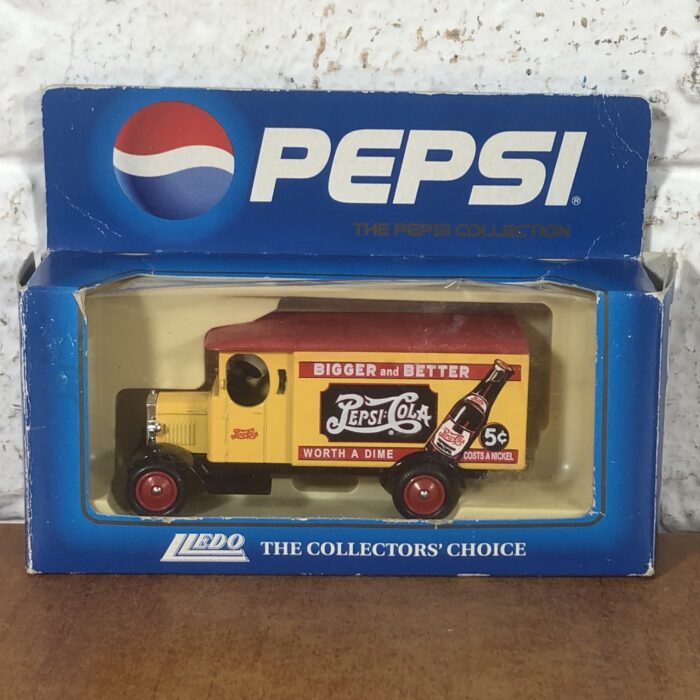 PEPSI®
THE PEPSI COLLECTION
BIGGER and BETTER
PEPSI:COLA
5¢
WORTH A DIME
COSTS A NICKEL
LLEDO THE COLLECTORS' CHOICE